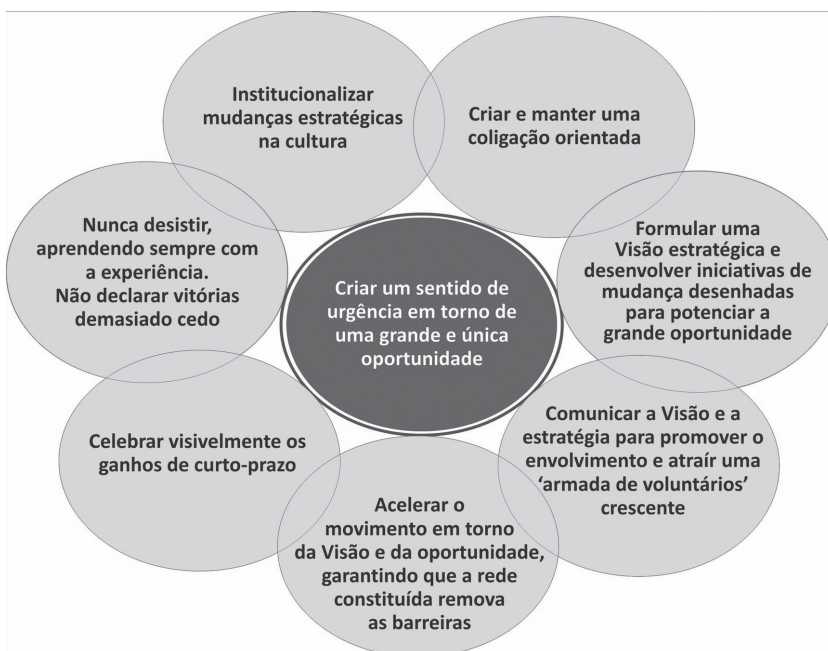 Institucionalizar
mudanças estratégicas
na cultura
Criar e manter uma
coligação orientada
Nunca desistir,
aprendendo sempre com
a experiência.
Não declarar vitórias
demasiado cedo
Criar um sentido de
urgência em torno de
uma grande e única
oportunidade
Formular uma
Visão estratégica e
desenvolver iniciativas de
mudança desenhadas
para potenciar a
grande oportunidade
Celebrar visivelmente os
ganhos de curto-prazo
Comunicar a Visão e a
estratégia para promover o
envolvimento e atraír uma
‘armada de voluntários’
crescente
Acelerar o
movimento em torno
da Visão e da oportunidade,
garantindo que a rede
constituída remova
as barreiras